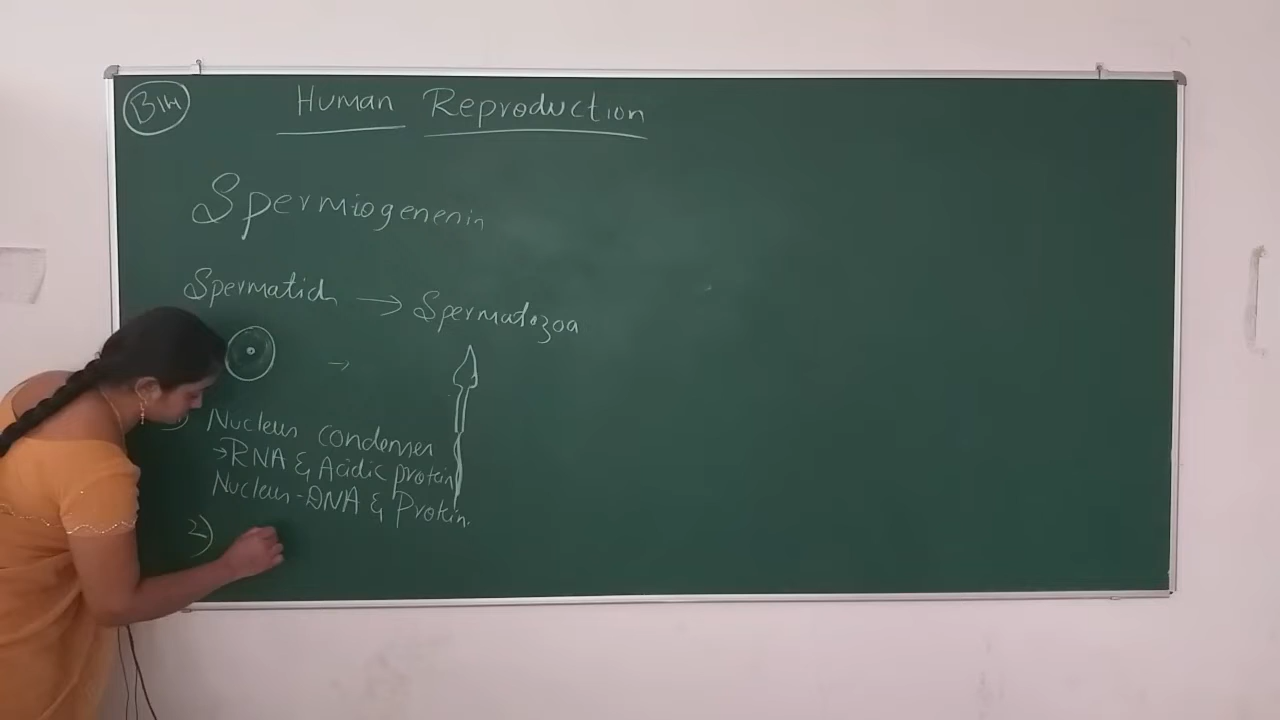 B14
Human Reproduction
Spermiogenesis
Spermatids → Spermatozoa
→
1) Nucleus condenses
→ RNA & Acidic protein
Nucleus - DNA & Protein.
2)